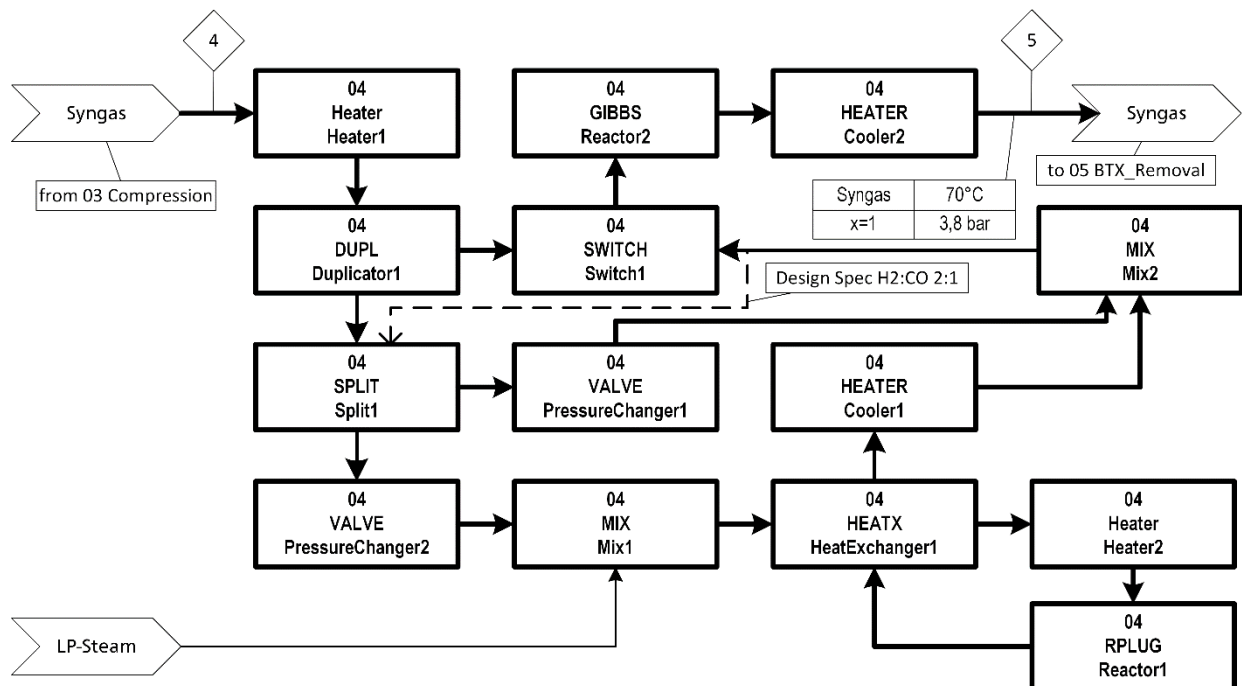 4
5
Syngas
04
Heater
Heater1
04
GIBBS
Reactor2
04
HEATER
Cooler2
Syngas
from 03 Compression
to 05 BTX_Removal
Syngas 70°C
x=1 3,8 bar
04
DUPL
Duplicator1
04
SWITCH
Switch1
04
MIX
Mix2
Design Spec H2:CO 2:1
04
SPLIT
Split1
04
VALVE
PressureChanger1
04
HEATER
Cooler1
04
VALVE
PressureChanger2
04
MIX
Mix1
04
HEATX
HeatExchanger1
04
Heater
Heater2
LP-Steam
04
RPLUG
Reactor1